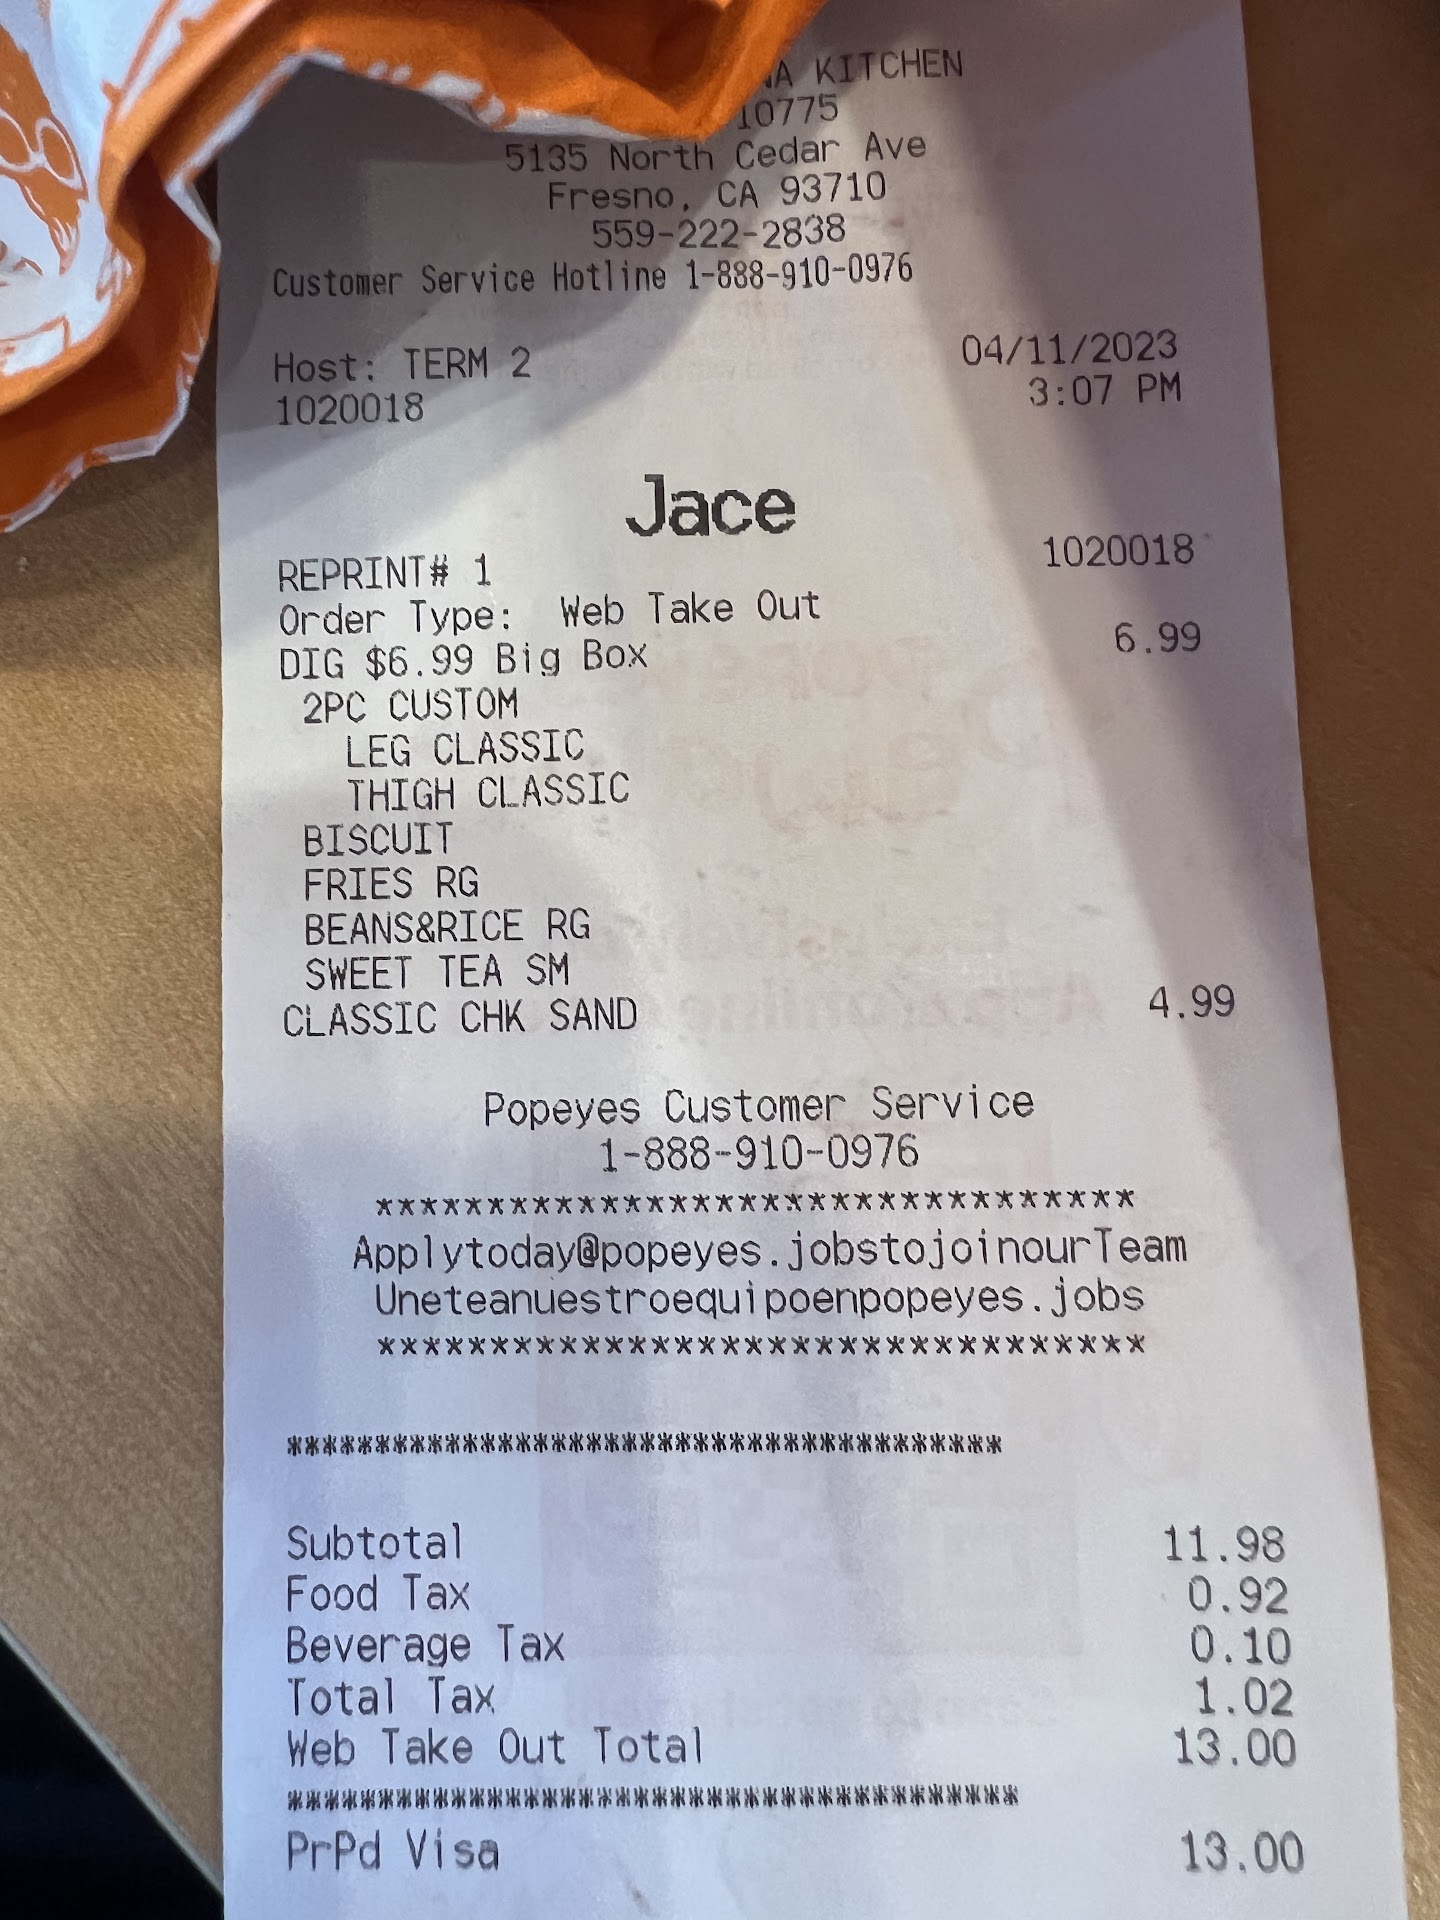 KITCHEN
10775
5135 North Cedar Ave
Fresno, CA 93710
559-222-2838
Customer Service Hotline 1-888-910-0976
Host: TERM 2 04/11/2023
1020018 3:07 PM
Jace
REPRINT# 1 1020018
Order Type: Web Take Out
DIG $6.99 Big Box 6.99
2PC CUSTOM
LEG CLASSIC
THIGH CLASSIC
BISCUIT
FRIES RG
BEANS&RICE RG
SWEET TEA SM
CLASSIC CHK SAND 4.99
Popeyes Customer Service
1-888-910-0976
**********************************
Applytoday@popeyes.jobstojoinourTeam
Uneteanuestroequipoenpopeyes.jobs
**********************************
*****************************************
Subtotal 11.98
Food Tax 0.92
Beverage Tax 0.10
Total Tax 1.02
Web Take Out Total 13.00
*****************************************
PrPd Visa 13.00